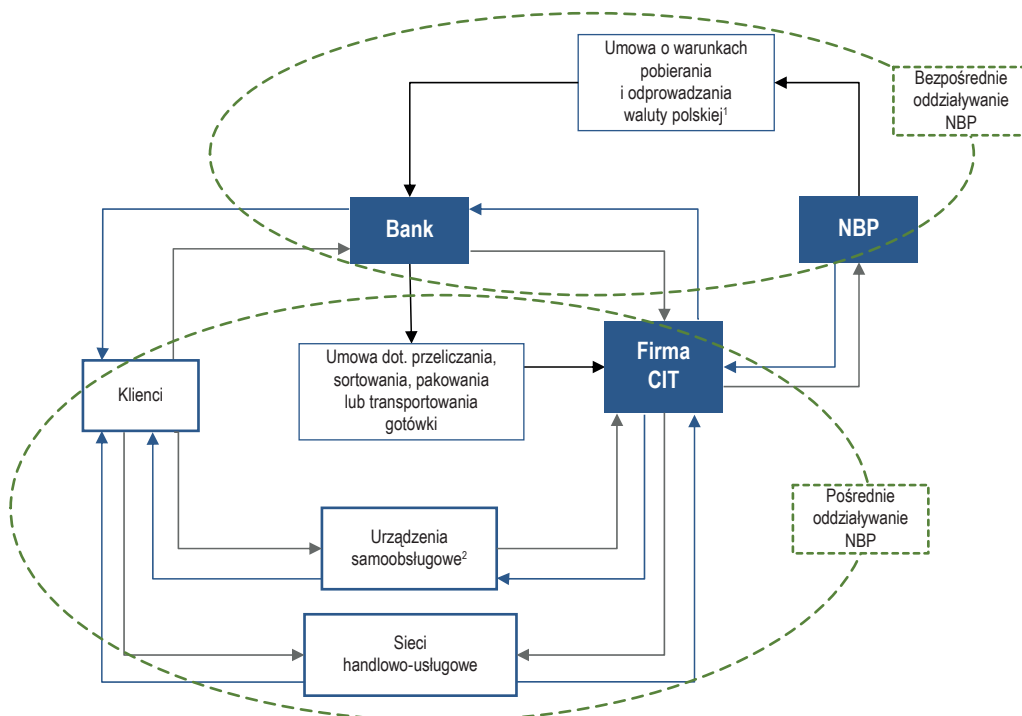 Umowa o warunkach
pobierania
i odprowadzania
waluty polskiej¹
Bezpośrednie
oddziaływanie
NBP
Bank
NBP
Umowa dot. przeliczania,
sortowania, pakowania
lub transportowania
gotówki
Firma
CIT
Klienci
Urządzenia
samoobsługowe²
Pośrednie
oddziaływanie
NBP
Sieci
handlowo-usługowe